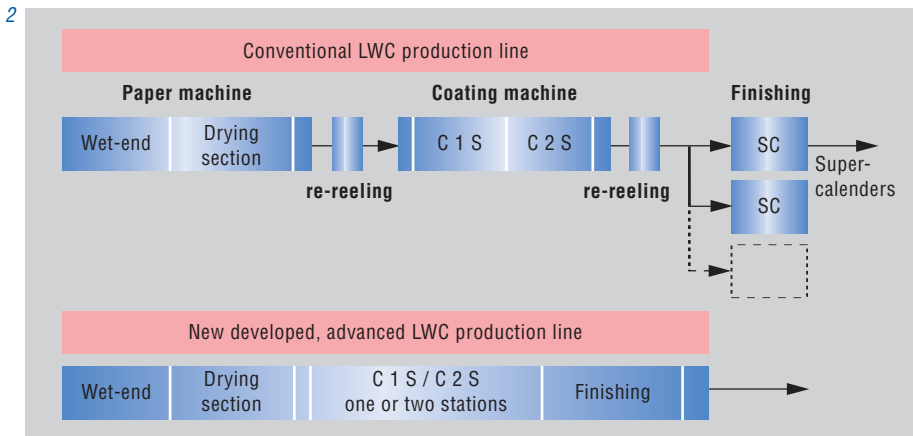 2
Conventional LWC production line
Paper machine
Coating machine
Finishing
Wet-end
Drying
section
C 1 S
C 2 S
SC
re-reeling
re-reeling
Super-
calenders
SC
New developed, advanced LWC production line
Wet-end
Drying
section
C 1 S / C 2 S
one or two stations
Finishing